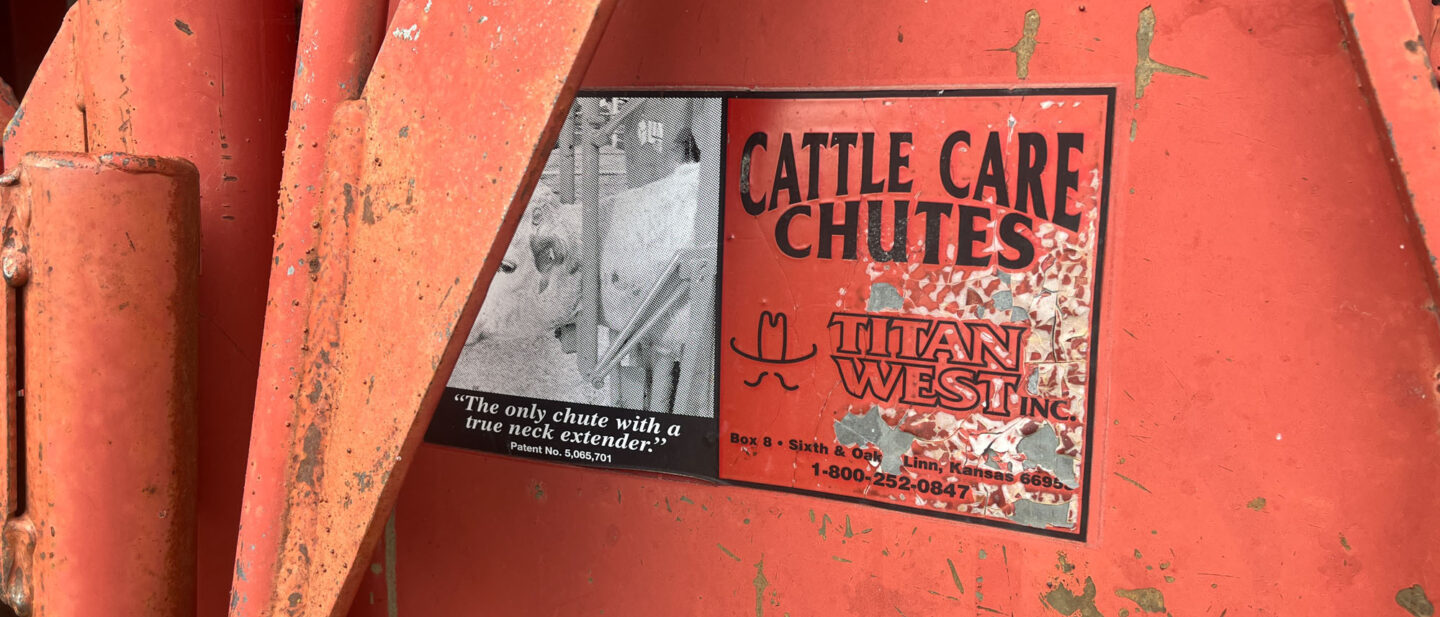 CATTLE CARE
CHUTES
TITAN
WEST INC.
Box 8 • Sixth & Oak Linn, Kansas
1-800-252-0847
"The only chute with a
true neck extender."
Patent No. 5,065,701